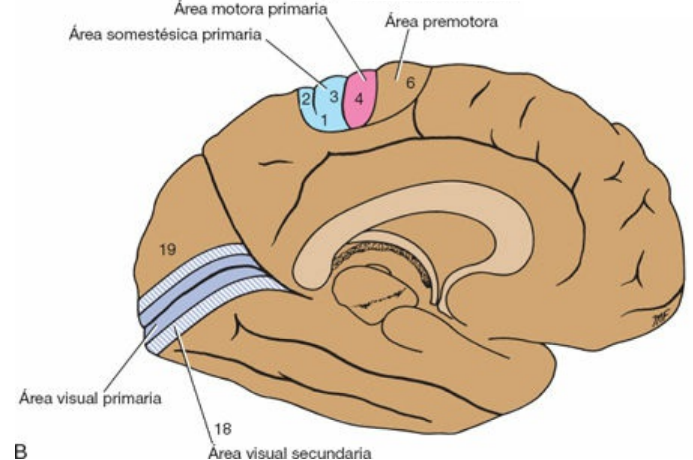 Área motora primaria
Área premotora
Área somestésica primaria
2
3
4
6
1
19
Área visual primaria
18
Área visual secundaria
B